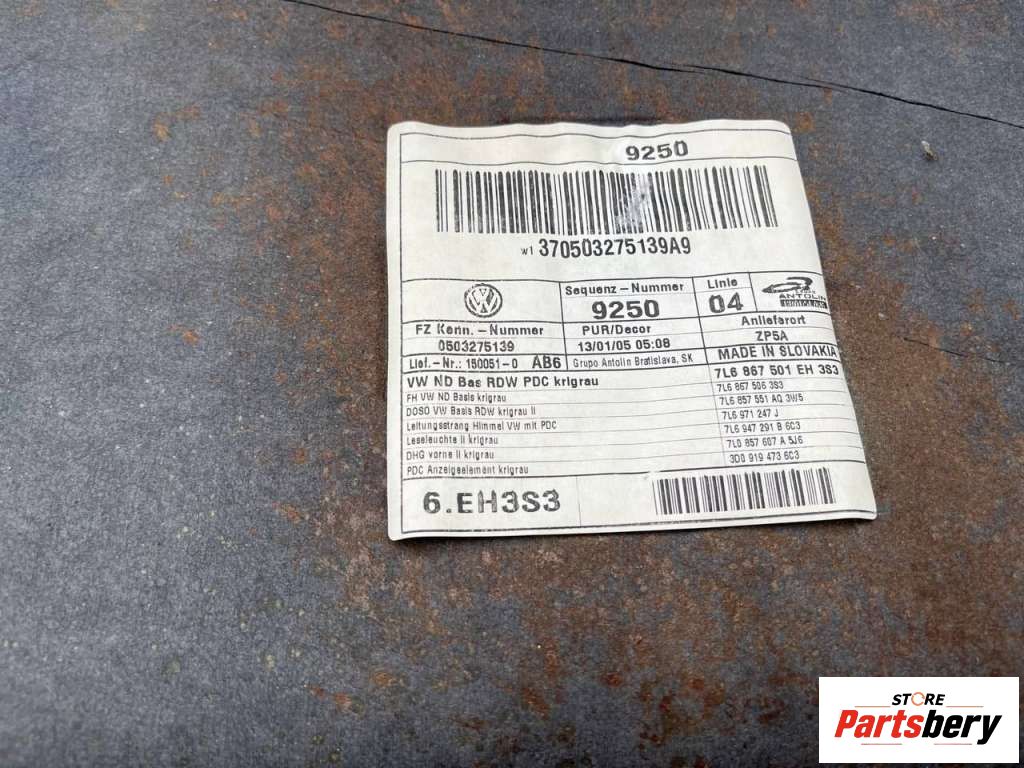 9250
w1 370503275139A9
Sequenz-Nummer
Linie
9250
04
ANTOLIN
FZ Kenn.-Nummer
PUR/Decor
Anlieferort
0503275139
13/01/05 05:08
ZP5A
Lief.-Nr.: 150051-0 AB6
Grupo Antolin Bratislava, SK
MADE IN SLOVAKIA
VW ND Bas RDW PDC krigrau
7L6 867 501 EH 3S3
FH VW ND Basis krigrau
7L6 867 506 3S3
DOSO VW Basis RDW krigrau II
7L6 857 551 AQ 3W5
Leitungsstrang Himmel VW mit PDC
7L6 971 247 J
Leseleuchte II krigrau
7L6 947 291 B 6C3
DHG vorne II krigrau
7L0 857 607 A 5J6
PDC Anzeigeelement krigrau
3D0 919 473 6C3
6.EH3S3
STORE
Partsbery